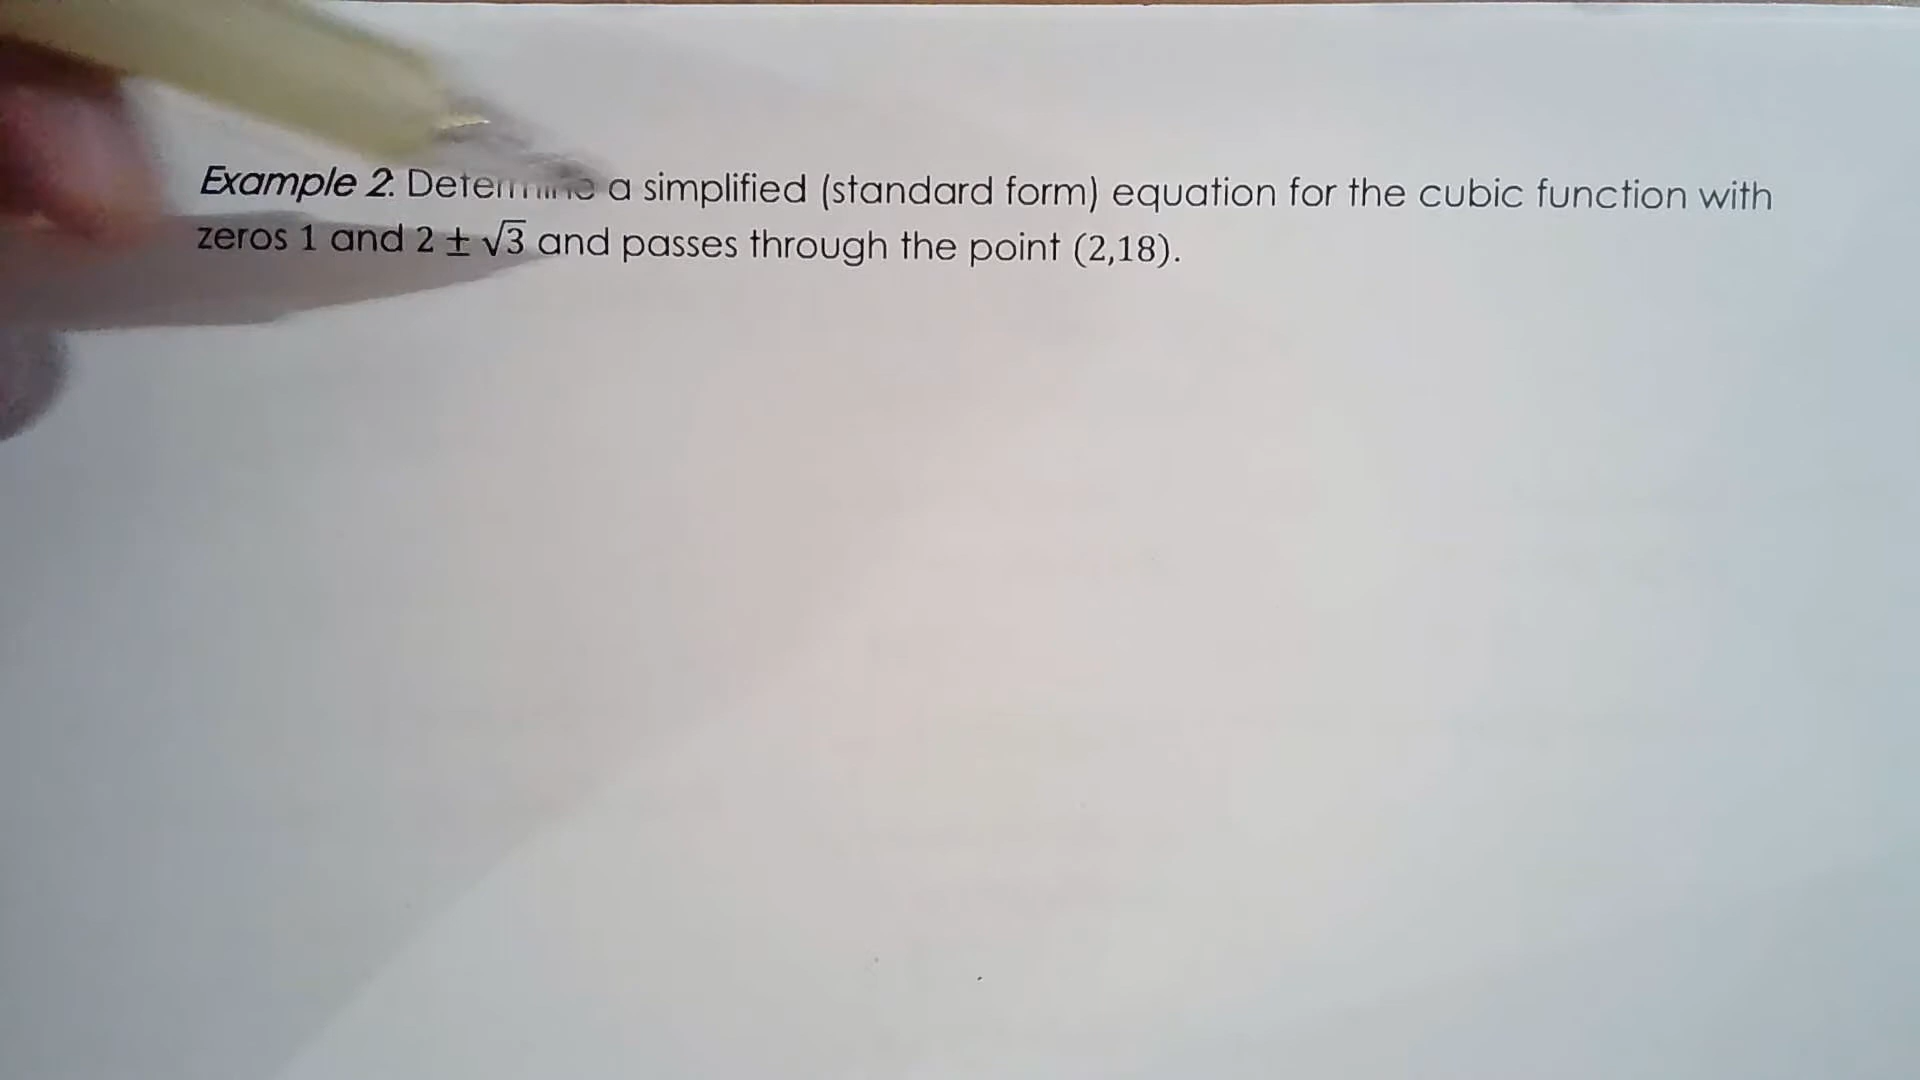 Example 2. Determine a simplified (standard form) equation for the cubic function with
zeros 1 and 2 ± √3 and passes through the point (2,18).